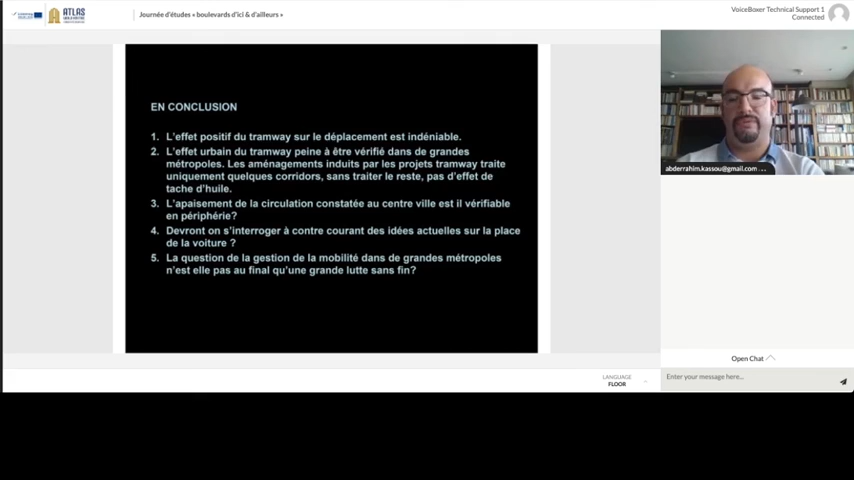 ATLAS
Journée d'études « boulevards d'ici & d'ailleurs »
VoiceBoxer Technical Support 1
Connected
EN CONCLUSION
1. L'effet positif du tramway sur le déplacement est indéniable.
2. L'effet urbain du tramway peine à être vérifié dans de grandes
métropoles. Les aménagements induits par les projets tramway traite
uniquement quelques corridors, sans traiter le reste, pas d'effet de
tache d'huile.
3. L'apaisement de la circulation constatée au centre ville est il vérifiable
en périphérie?
4. Devront on s'interroger à contre courant des idées actuelles sur la place
de la voiture ?
5. La question de la gestion de la mobilité dans de grandes métropoles
n'est elle pas au final qu'une grande lutte sans fin?
abderrahim.kassou@gmail.com ...
Open Chat
Enter your message here...
LANGUAGE
FLOOR